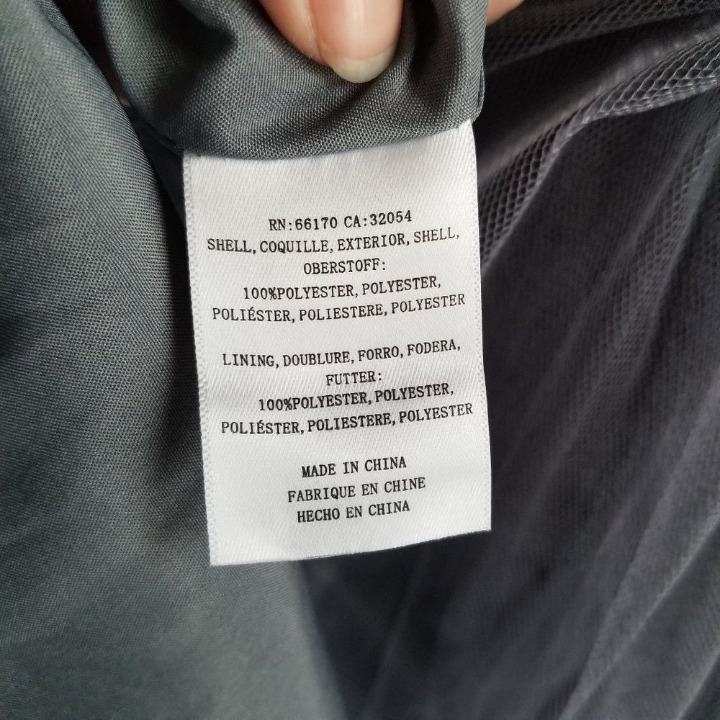 RN:66170 CA:32054
SHELL, COQUILLE, EXTERIOR, SHELL,
OBERSTOFF:
100%POLYESTER, POLYESTER,
POLIÉSTER, POLIESTERE, POLYESTER
LINING, DOUBLURE, FORRO, FODERA,
FUTTER:
100%POLYESTER, POLYESTER,
POLIÉSTER, POLIESTERE, POLYESTER
MADE IN CHINA
FABRIQUE EN CHINE
HECHO EN CHINA